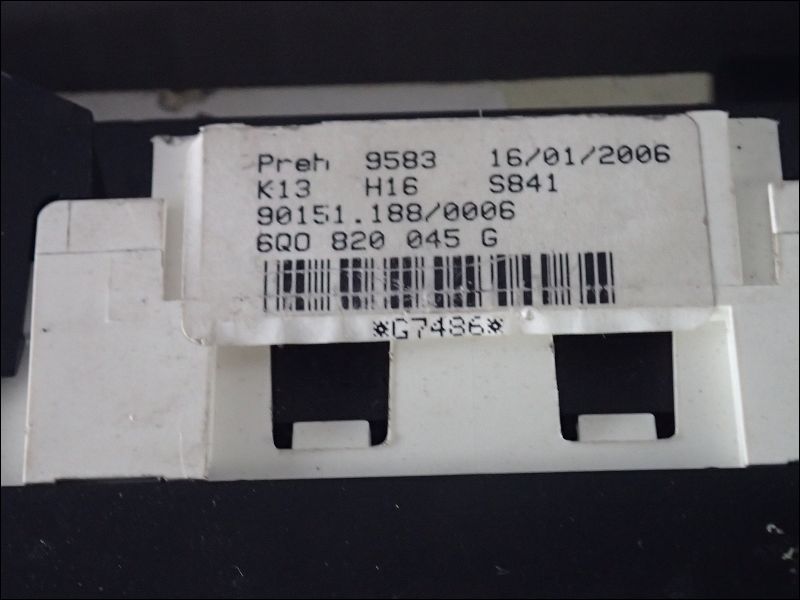 Preh 9583 16/01/2006
K13 H16 S841
90151.188/0006
6Q0 820 045 G
*G7486*